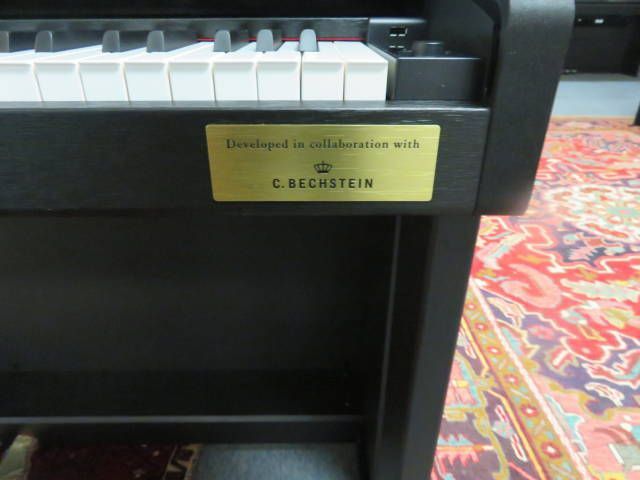 Developed in collaboration with
C. BECHSTEIN